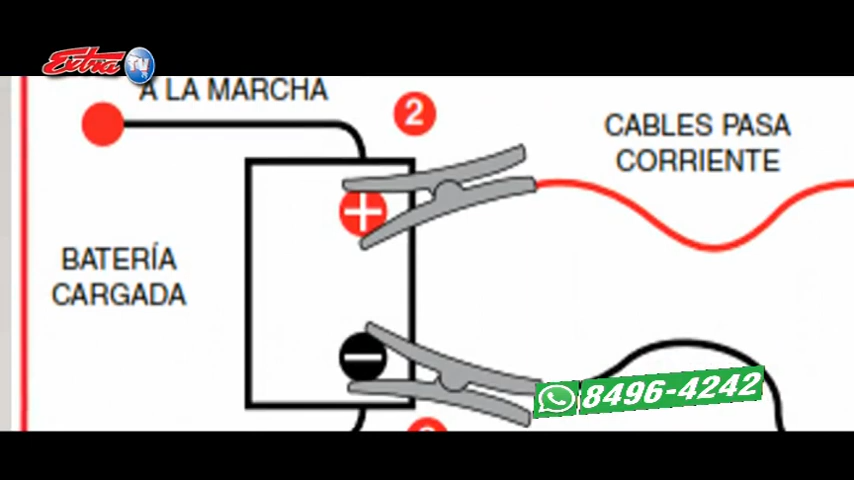 Extra TV
A LA MARCHA
2
CABLES PASA
CORRIENTE
+
BATERÍA
CARGADA
-
8496-4242